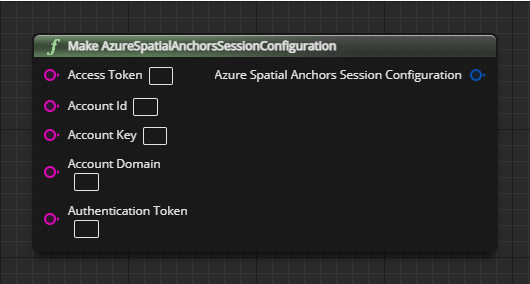 f Make AzureSpatialAnchorsSessionConfiguration
Access Token Azure Spatial Anchors Session Configuration
Account Id
Account Key
Account Domain
Authentication Token